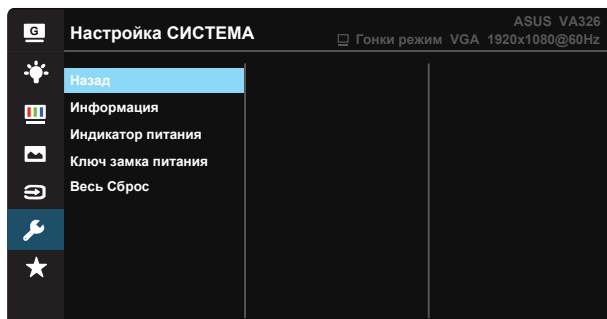 ASUS VA326
G
Настройка СИСТЕМА
Гонки режим VGA 1920x1080@60Hz
Назад
Информация
Индикатор питания
Ключ замка питания
Весь Сброс